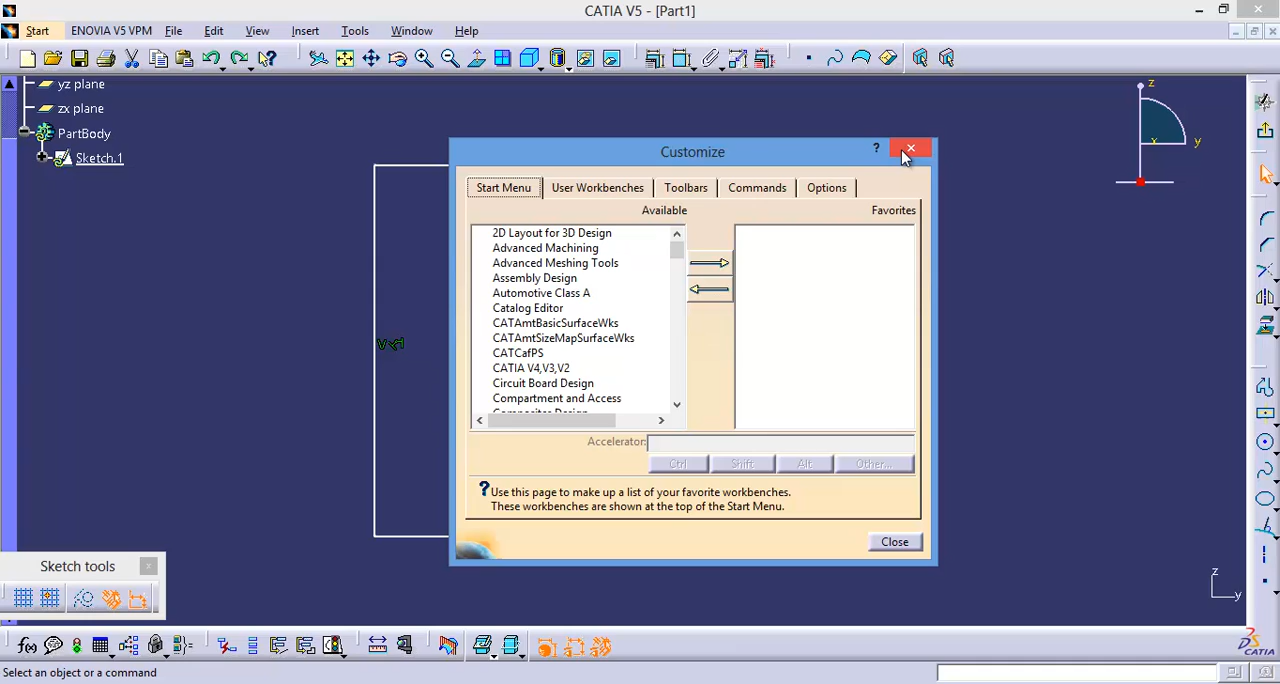 CATIA V5 - [Part1]
Start ENOVIA V5 VPM File Edit View Insert Tools Window Help
yz plane
zx plane
PartBody
Sketch.1
z
x
y
V
Customize
?
Start Menu User Workbenches Toolbars Commands Options
Available Favorites
2D Layout for 3D Design
Advanced Machining
Advanced Meshing Tools
Assembly Design
Automotive Class A
Catalog Editor
CATAmtBasicSurfaceWks
CATAmtSizeMapSurfaceWks
CATCafPS
CATIA V4,V3,V2
Circuit Board Design
Compartment and Access
Composites Design
Accelerator:
Ctrl Shift Alt Other...
Use this page to make up a list of your favorite workbenches.
These workbenches are shown at the top of the Start Menu.
Close
Sketch tools
z
y
f(x)
CATIA
Select an object or a command